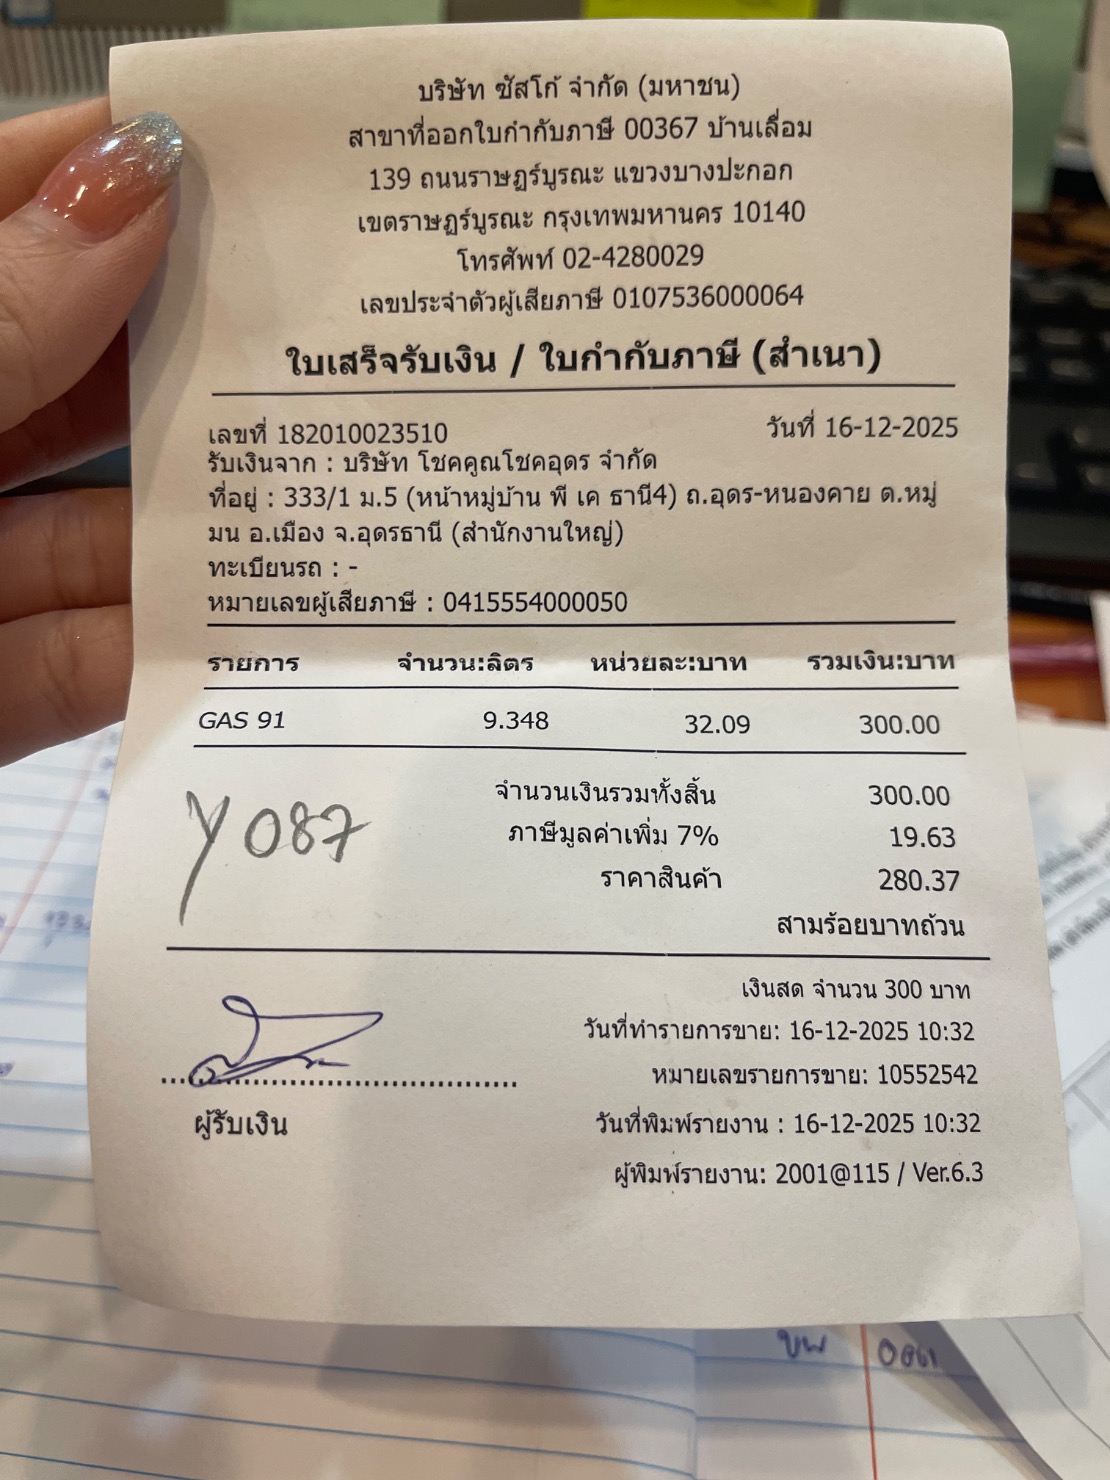 บริษัท ซัสโก้ จำกัด (มหาชน)
สาขาที่ออกใบกำกับภาษี 00367 บ้านเลื่อม
139 ถนนราษฎร์บูรณะ แขวงบางปะกอก
เขตราษฎร์บูรณะ กรุงเทพมหานคร 10140
โทรศัพท์ 02-4280029
เลขประจำตัวผู้เสียภาษี 0107536000064
ใบเสร็จรับเงิน / ใบกำกับภาษี (สำเนา)
เลขที่ 182010023510 วันที่ 16-12-2025
รับเงินจาก : บริษัท โชคคูณโชคอุดร จำกัด
ที่อยู่ : 333/1 ม.5 (หน้าหมู่บ้าน พี เค ธานี4) ถ.อุดร-หนองคาย ต.หมู่
มน อ.เมือง จ.อุดรธานี (สำนักงานใหญ่)
ทะเบียนรถ : -
หมายเลขผู้เสียภาษี : 0415554000050
รายการ จำนวน:ลิตร หน่วยละ:บาท รวมเงิน:บาท
GAS 91 9.348 32.09 300.00
จำนวนเงินรวมทั้งสิ้น 300.00
Y 087
ภาษีมูลค่าเพิ่ม 7% 19.63
ราคาสินค้า 280.37
สามร้อยบาทถ้วน
เงินสด จำนวน 300 บาท
วันที่ทำรายการขาย: 16-12-2025 10:32
หมายเลขรายการขาย: 10552542
ผู้รับเงิน วันที่พิมพ์รายงาน : 16-12-2025 10:32
ผู้พิมพ์รายงาน: 2001@115 / Ver.6.3